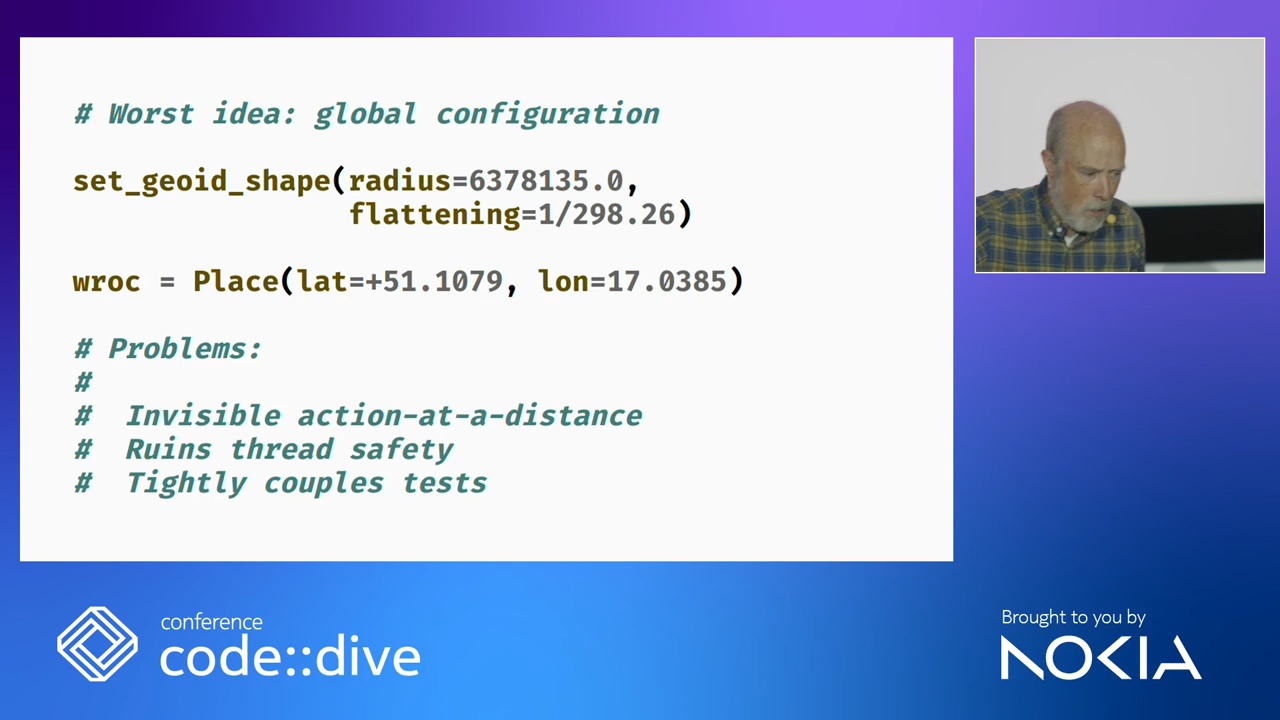 # Worst idea: global configuration
set_geoid_shape(radius=6378135.0,
flattening=1/298.26)
wroc = Place(lat=+51.1079, lon=17.0385)
# Problems:
#
#  Invisible action-at-a-distance
#  Ruins thread safety
#  Tightly couples tests
conference
code::dive
Brought to you by
NOKIA